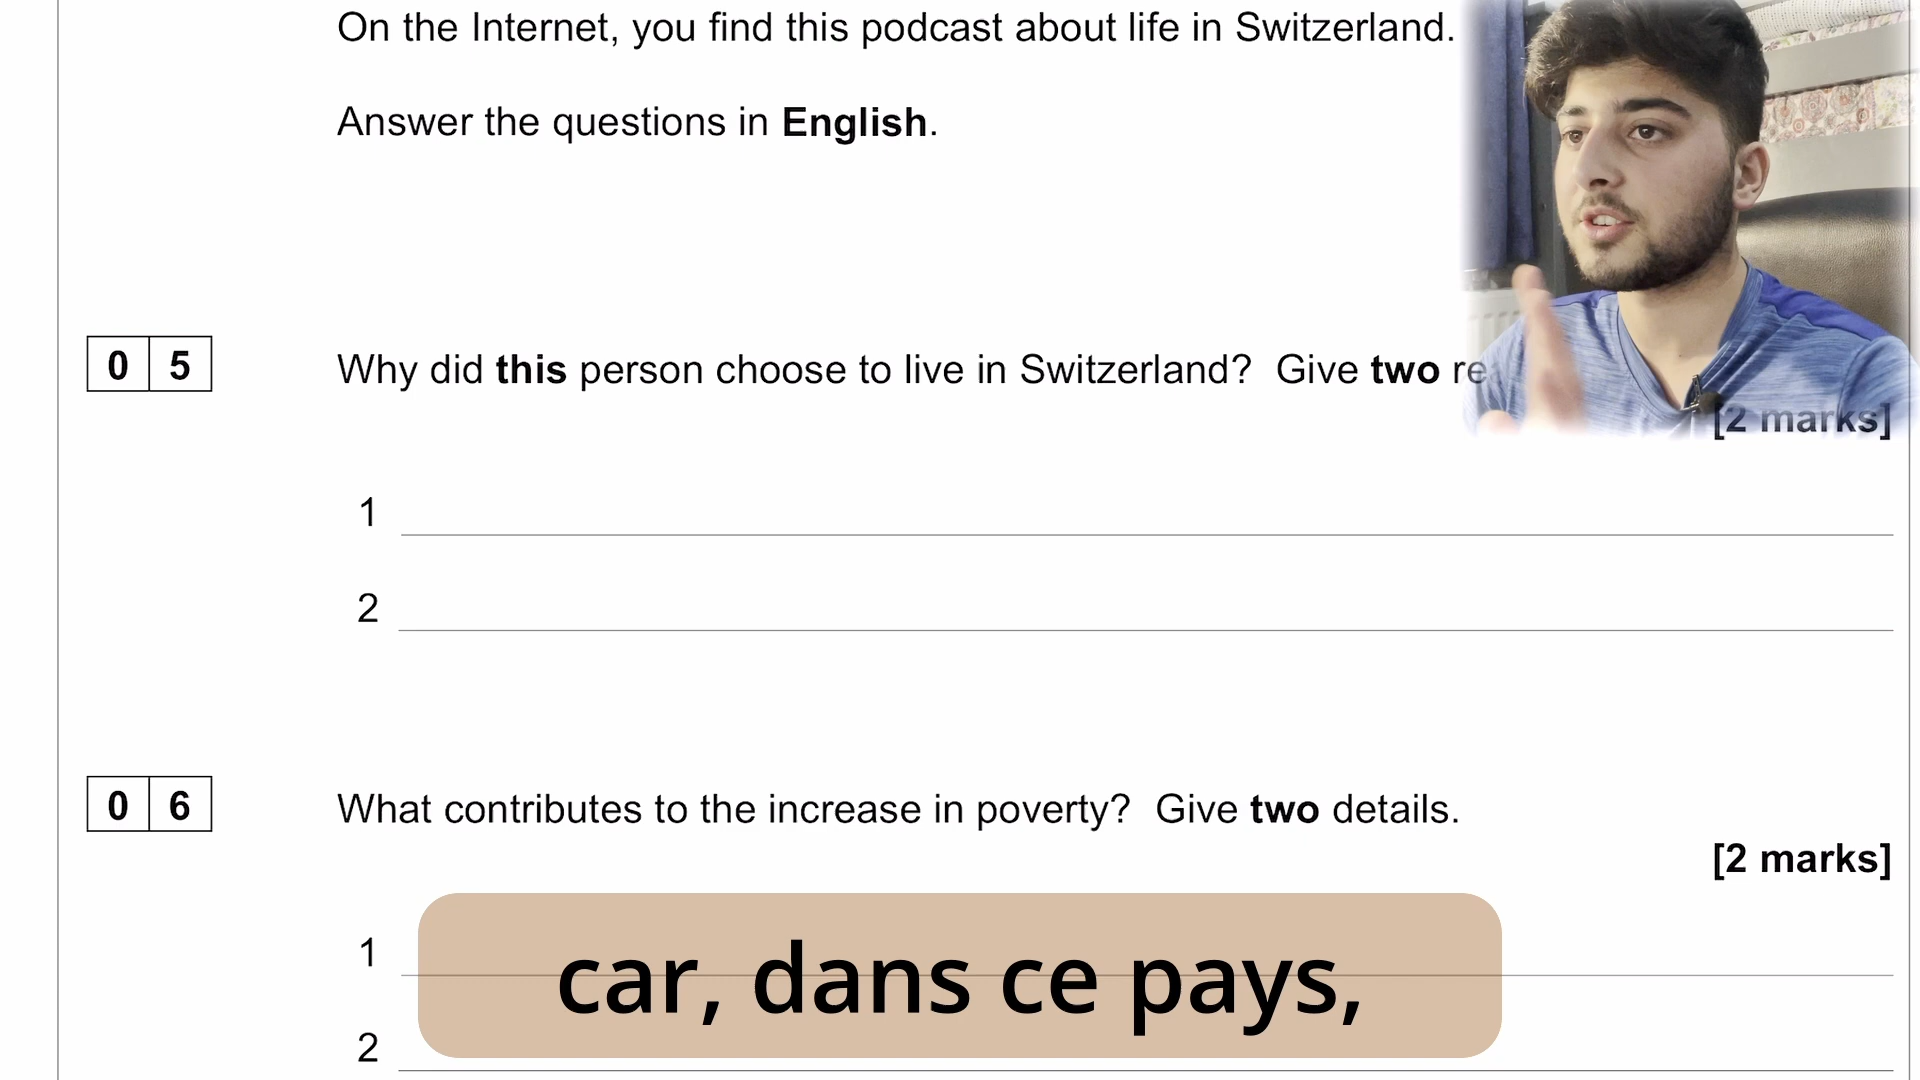 On the Internet, you find this podcast about life in Switzerland.
Answer the questions in English.
0 5
Why did this person choose to live in Switzerland? Give two re
[2 marks]
1
2
0 6
What contributes to the increase in poverty? Give two details.
[2 marks]
1
car, dans ce pays,
2